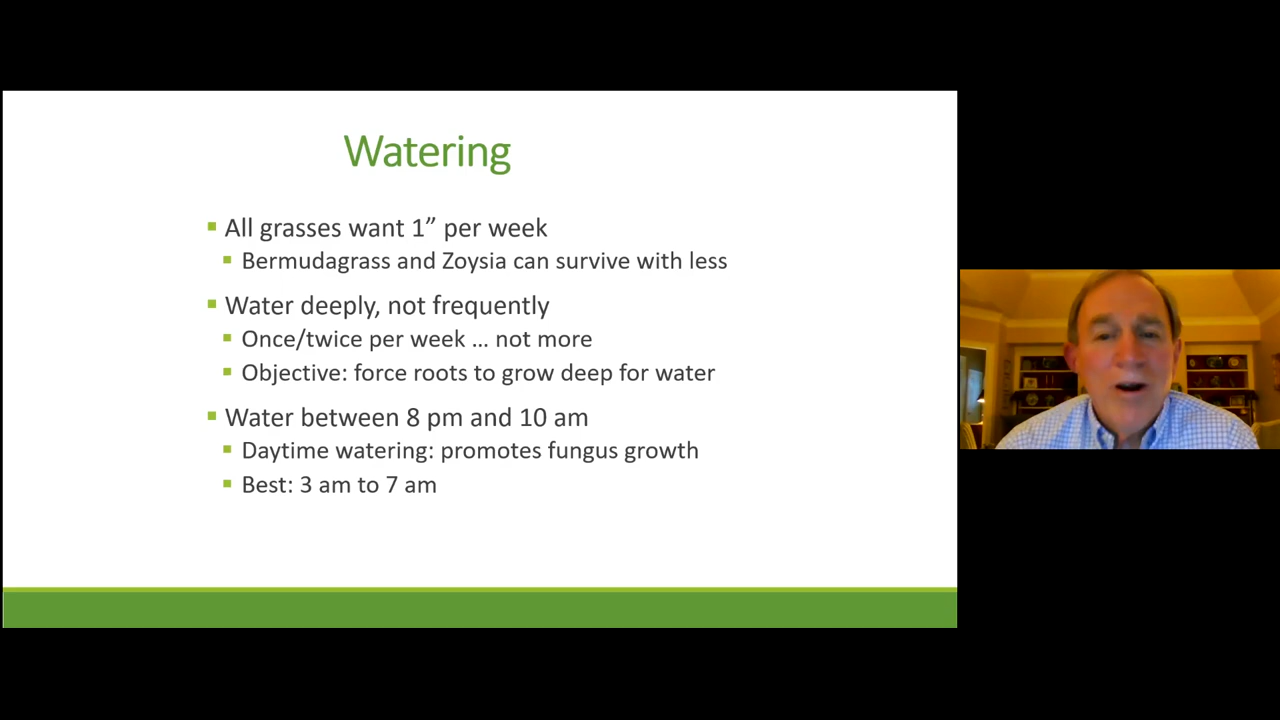 Watering
All grasses want 1” per week
Bermudagrass and Zoysia can survive with less
Water deeply, not frequently
Once/twice per week … not more
Objective: force roots to grow deep for water
Water between 8 pm and 10 am
Daytime watering: promotes fungus growth
Best: 3 am to 7 am